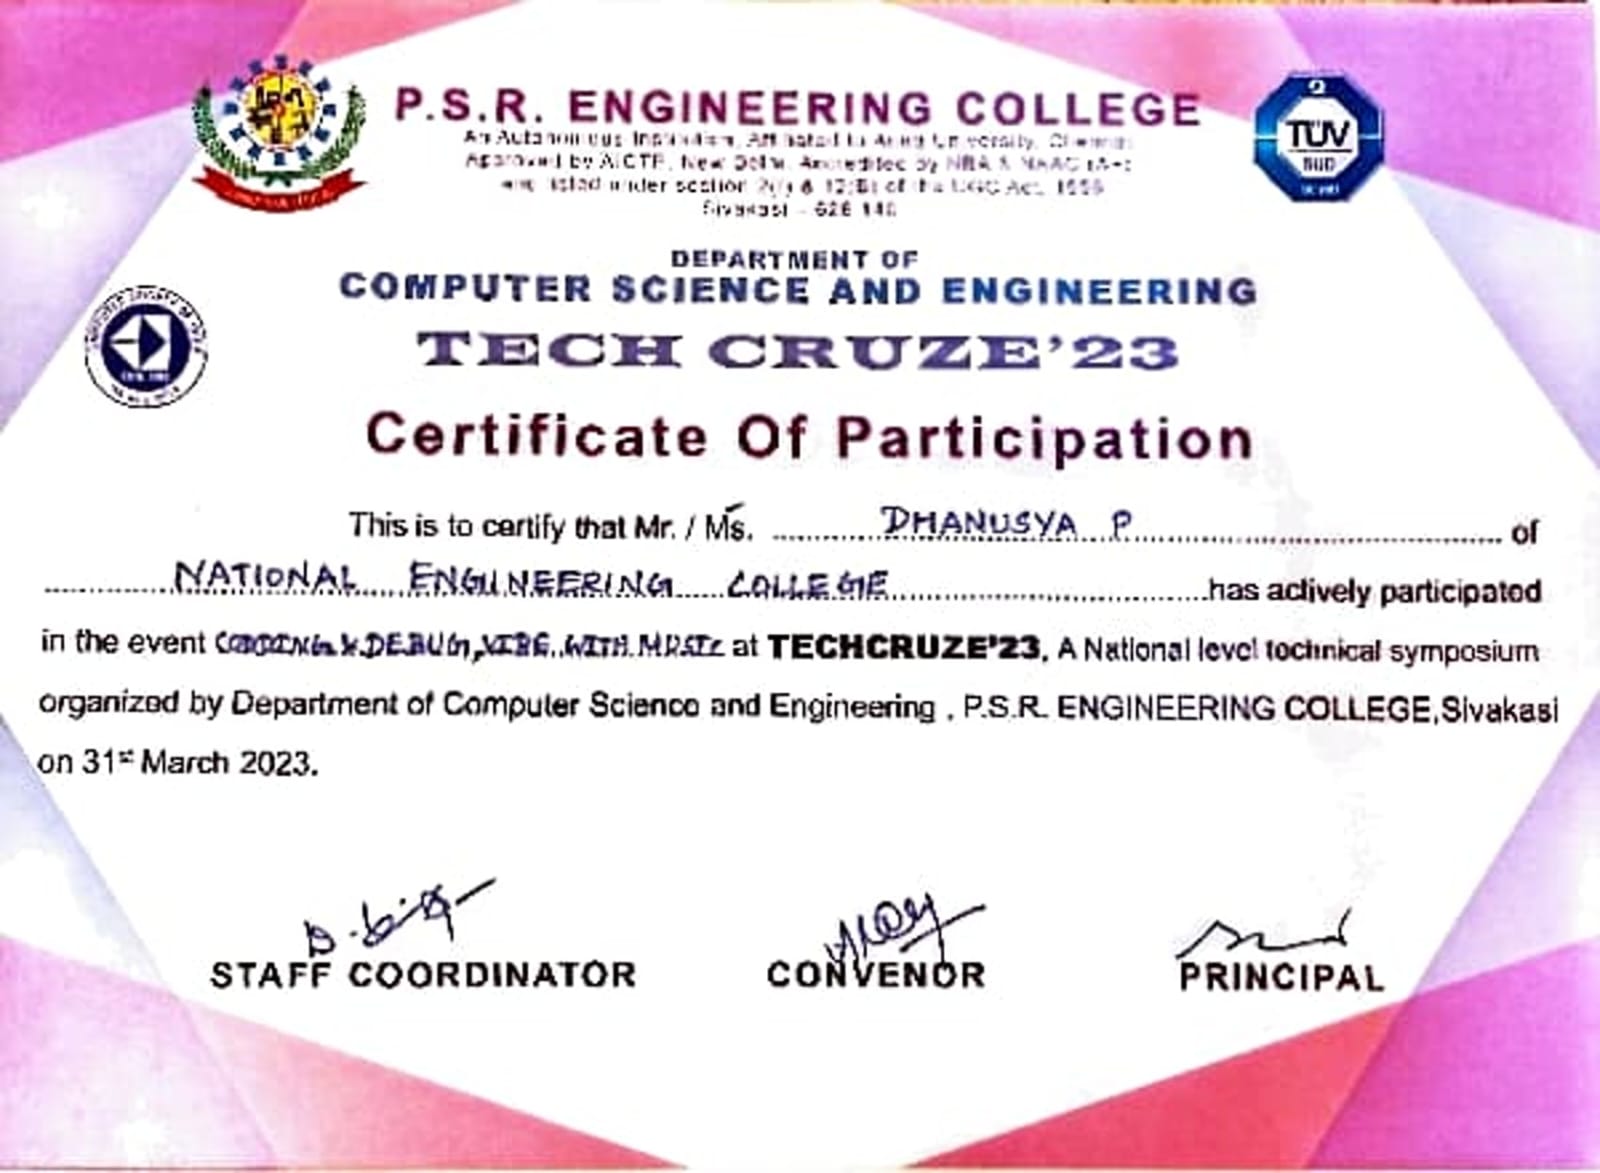 P.S.R. ENGINEERING COLLEGE
An Autonomous Institution, Affiliated to Anna University, Chennai
Approved by AICTE, New Delhi, Accredited by NBA & NAAC (A+)
and listed under section 2(f) & 12(B) of the UGC Act, 1956
Sivakasi - 626 140
TÜV
SUD
DEPARTMENT OF
COMPUTER SCIENCE AND ENGINEERING
TECH CRUZE'23
Certificate Of Participation
This is to certify that Mr. / Ms. DHANUSYA P of
NATIONAL ENGINEERING COLLEGE has actively participated
in the event CODING & DEBUG, VIBE WITH MUSIC at TECHCRUZE'23, A National level technical symposium
organized by Department of Computer Science and Engineering , P.S.R. ENGINEERING COLLEGE,Sivakasi
on 31st March 2023.
STAFF COORDINATOR
CONVENOR
PRINCIPAL